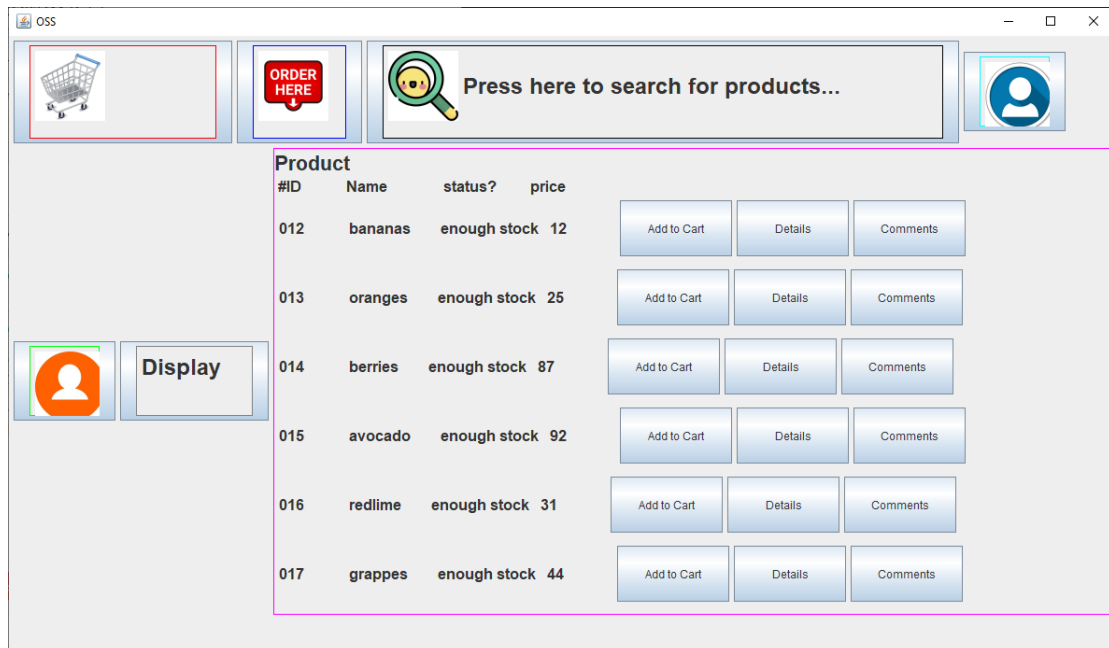 OSS
ORDER
HERE
Press here to search for products...
Product
#ID Name status? price
012 bananas enough stock 12 Add to Cart Details Comments
013 oranges enough stock 25 Add to Cart Details Comments
Display
014 berries enough stock 87 Add to Cart Details Comments
015 avocado enough stock 92 Add to Cart Details Comments
016 redlime enough stock 31 Add to Cart Details Comments
017 grappes enough stock 44 Add to Cart Details Comments